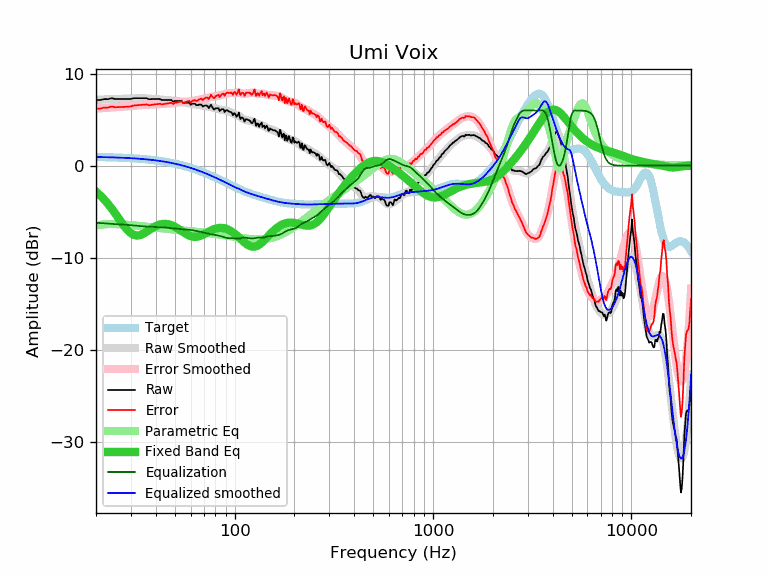 Umi Voix
10
0
−10
−20
−30
Amplitude (dBr)
Target
Raw Smoothed
Error Smoothed
Raw
Error
Parametric Eq
Fixed Band Eq
Equalization
Equalized smoothed
100
1000
10000
Frequency (Hz)